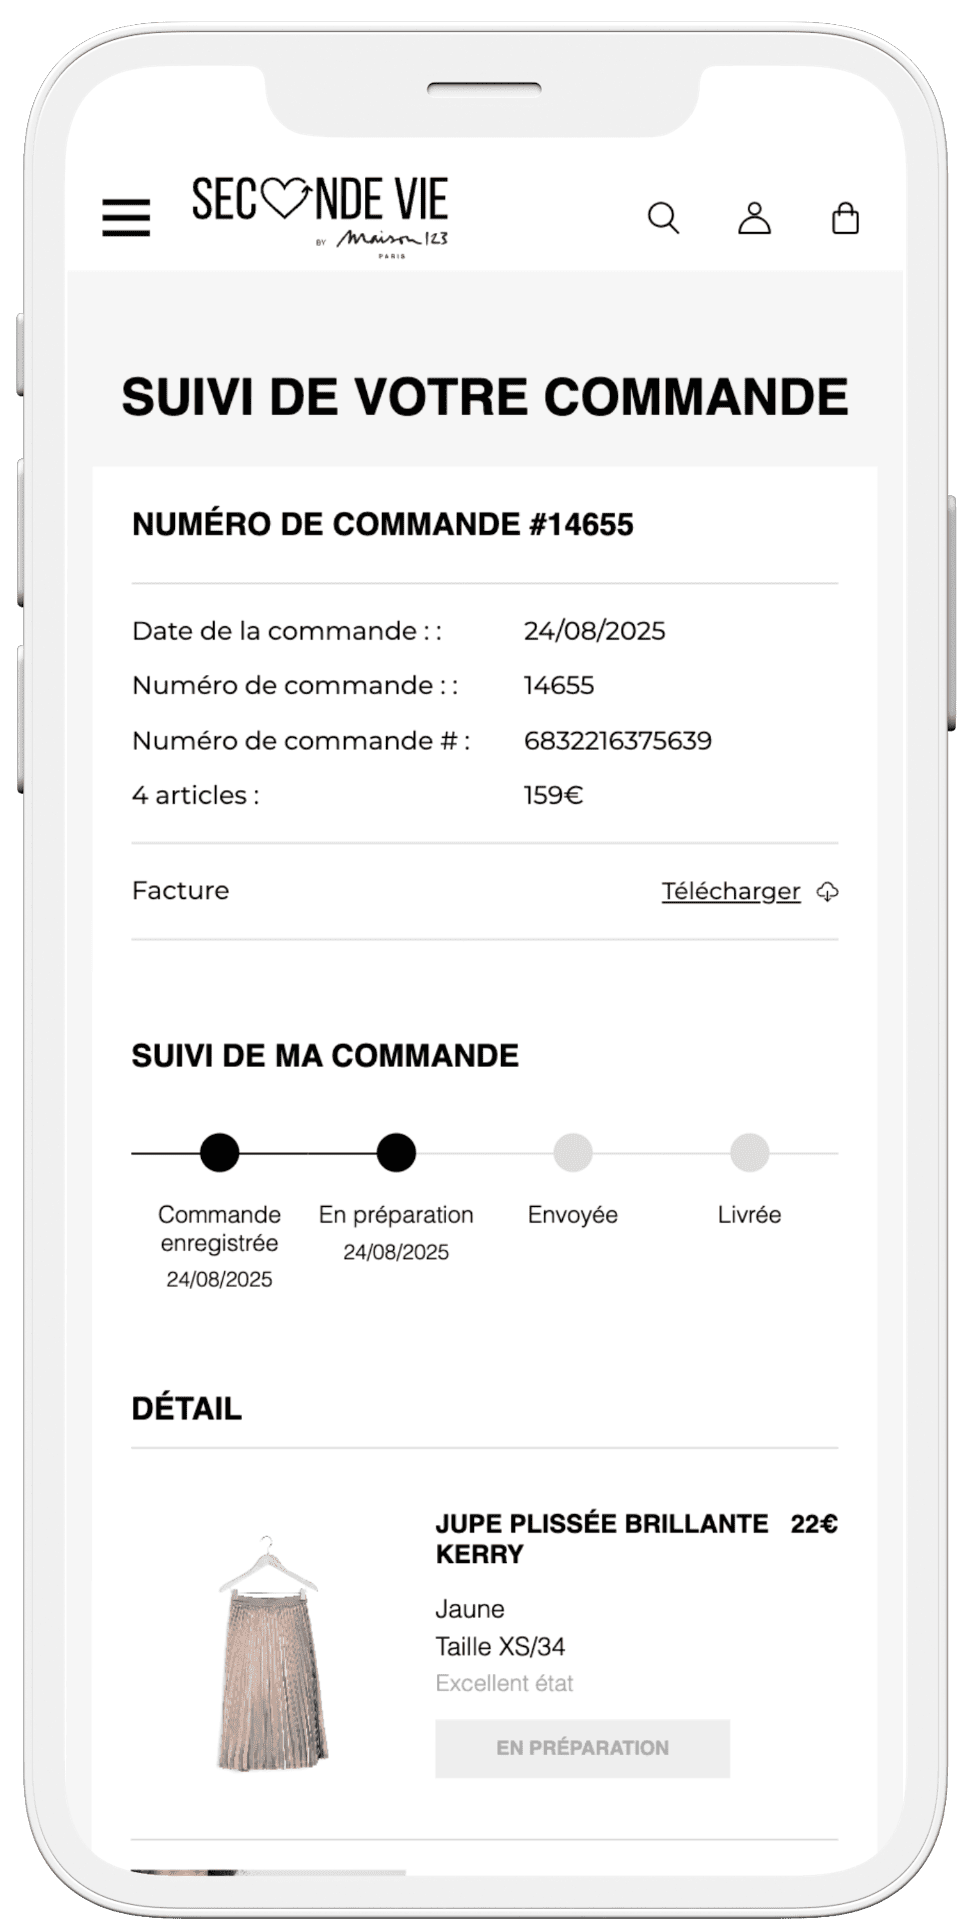 SECONDE VIE
BY Maison 123
PARIS
SUIVI DE VOTRE COMMANDE
NUMÉRO DE COMMANDE #14655
Date de la commande : : 24/08/2025
Numéro de commande : : 14655
Numéro de commande # : 6832216375639
4 articles : 159€
Facture Télécharger
SUIVI DE MA COMMANDE
Commande enregistrée 24/08/2025
En préparation 24/08/2025
Envoyée
Livrée
DÉTAIL
JUPE PLISSÉE BRILLANTE 22€
KERRY
Jaune
Taille XS/34
Excellent état
EN PRÉPARATION